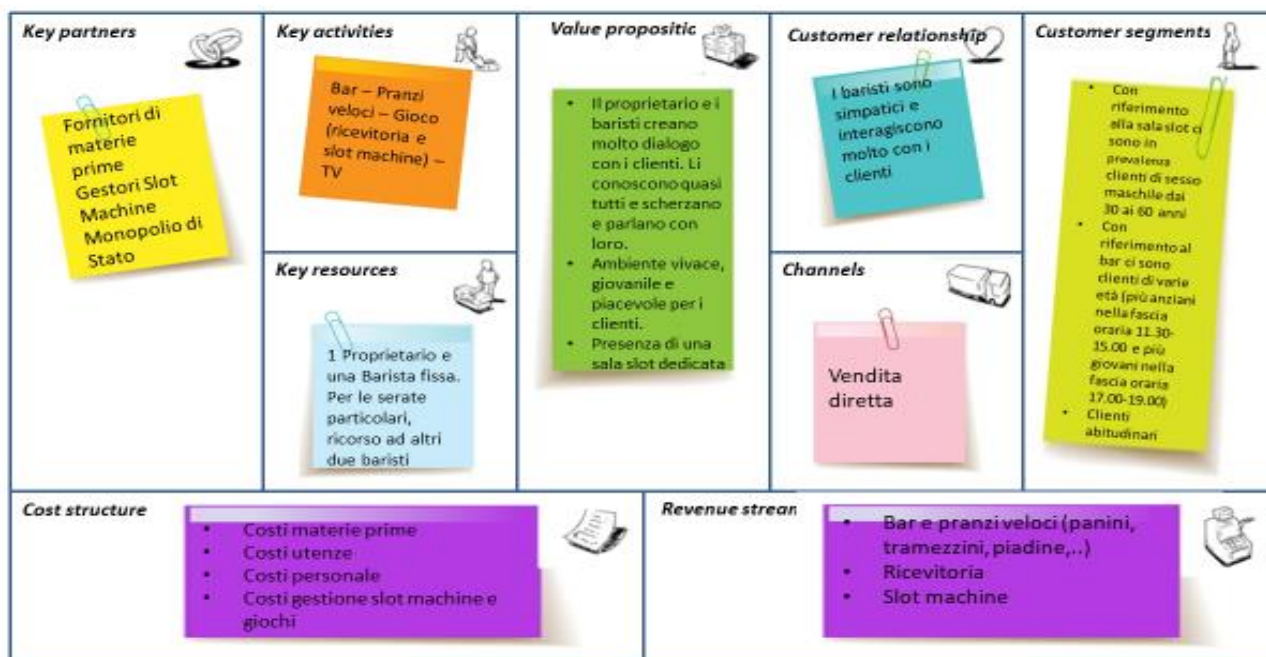 Key partners
Fornitori di
materie
prime
Gestori Slot
Machine
Monopolio di
Stato
Key activities
Bar – Pranzi
veloci – Gioco
(ricevitoria e
slot machine) –
TV
Key resources
1 Proprietario e
una Barista fissa.
Per le serate
particolari,
ricorso ad altri
due baristi
Value propositic
• Il proprietario e i
baristi creano
molto dialogo
con i clienti. Li
conoscono quasi
tutti e scherzano
e parlano con
loro.
• Ambiente vivace,
giovanile e
piacevole per i
clienti.
• Presenza di una
sala slot dedicata
Customer relationship
I baristi sono
simpatici e
interagiscono
molto con i
clienti
Channels
Vendita
diretta
Customer segments
• Con
riferimento
alla sala slot ci
sono in
prevalenza
clienti di sesso
maschile dai
30 ai 60 anni
• Con
riferimento al
bar ci sono
clienti di varie
età (più anziani
nella fascia
oraria 11.30-
15.00 e più
giovani nella
fascia oraria
17.00-19.00)
• Clienti
abitudinari
Cost structure
• Costi materie prime
• Costi utenze
• Costi personale
• Costi gestione slot machine e
giochi
Revenue stream
• Bar e pranzi veloci (panini,
tramezzini, piadine,..)
• Ricevitoria
• Slot machine